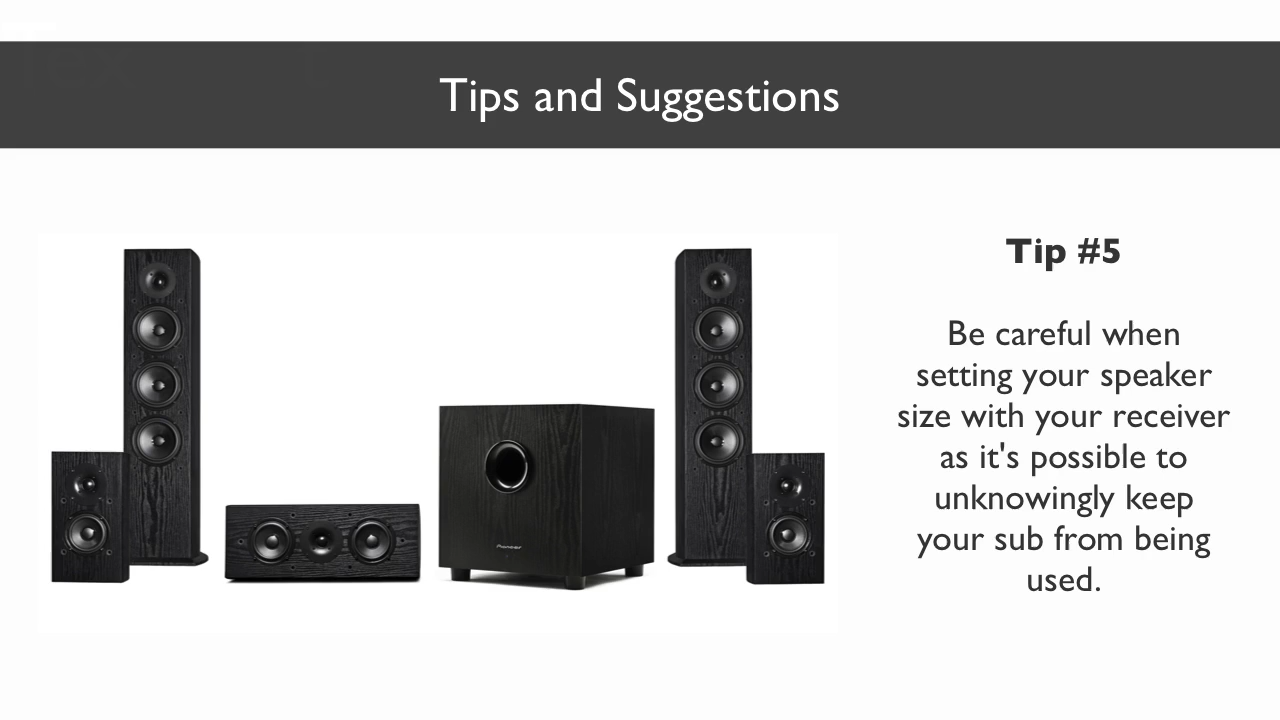 Tips and Suggestions
Tip #5
Be careful when
setting your speaker
size with your receiver
as it's possible to
unknowingly keep
your sub from being
used.
Pioneer